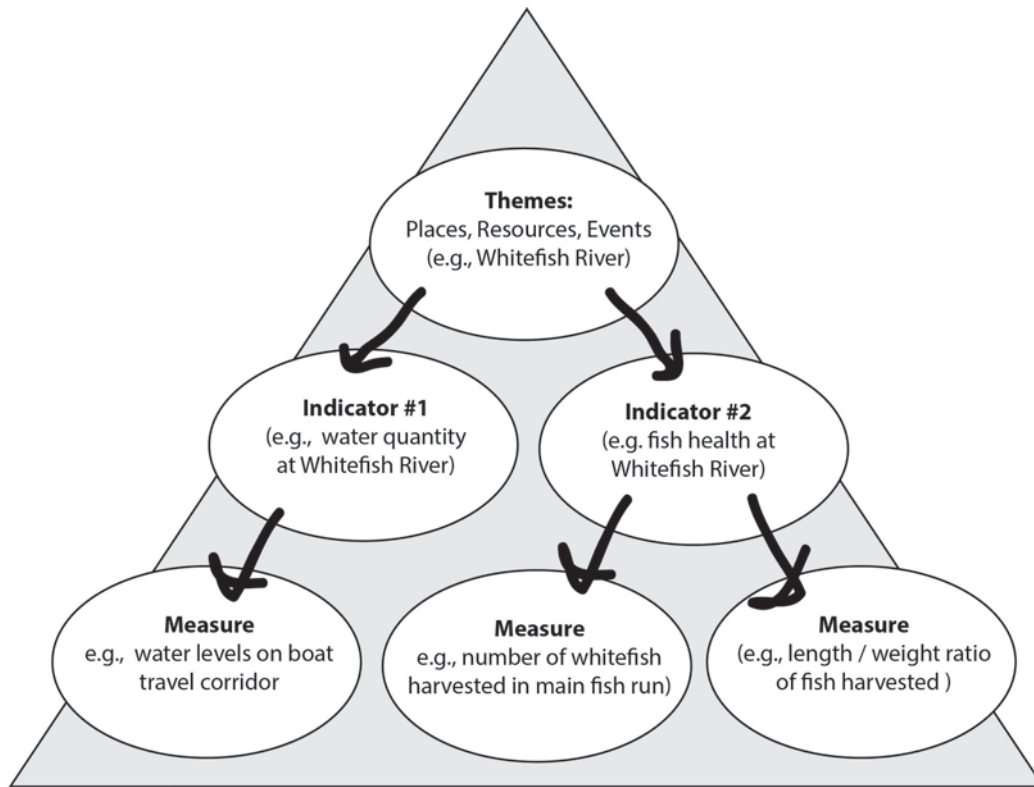 Themes:
Places, Resources, Events
(e.g., Whitefish River)
Indicator #1
(e.g., water quantity
at Whitefish River)
Indicator #2
(e.g. fish health at
Whitefish River)
Measure
e.g., water levels on boat
travel corridor
Measure
e.g., number of whitefish
harvested in main fish run)
Measure
(e.g., length / weight ratio
of fish harvested )